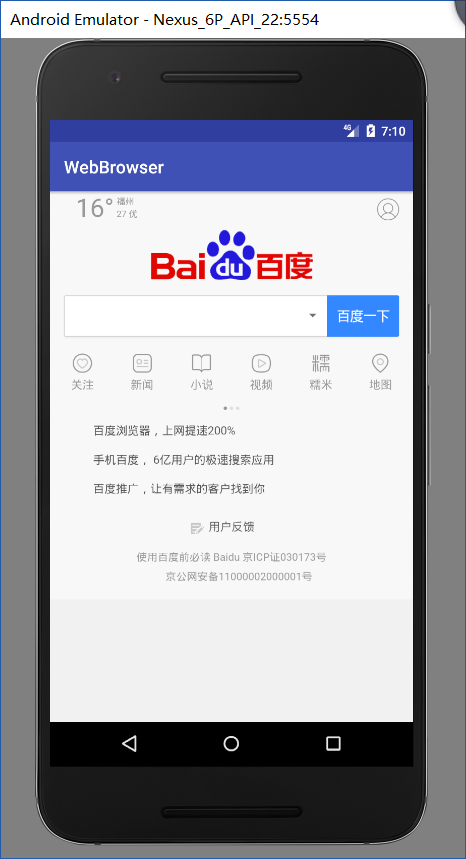 Android Emulator - Nexus_6P_API_22:5554
4G 7:10
WebBrowser
16° 福州
27 优
Bai du 百度
百度一下
关注 新闻 小说 视频 糯米 地图
百度浏览器，上网提速200%
手机百度， 6亿用户的极速搜索应用
百度推广，让有需求的客户找到你
用户反馈
使用百度前必读 Baidu 京ICP证030173号
京公网安备11000002000001号